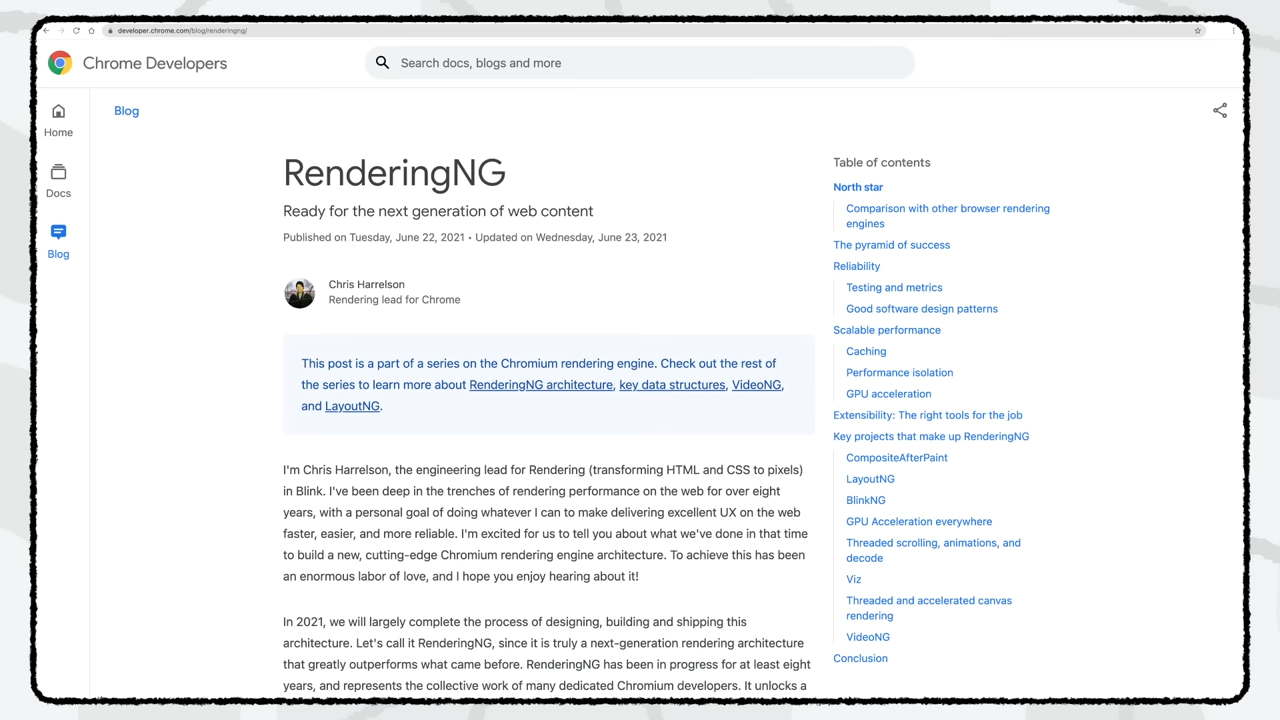 developer.chrome.com/blog/renderingng/
Chrome Developers
Search docs, blogs and more
Home
Docs
Blog
Blog
RenderingNG
Ready for the next generation of web content
Published on Tuesday, June 22, 2021 • Updated on Wednesday, June 23, 2021
Chris Harrelson
Rendering lead for Chrome
This post is a part of a series on the Chromium rendering engine. Check out the rest of
the series to learn more about RenderingNG architecture, key data structures, VideoNG,
and LayoutNG.
I'm Chris Harrelson, the engineering lead for Rendering (transforming HTML and CSS to pixels)
in Blink. I've been deep in the trenches of rendering performance on the web for over eight
years, with a personal goal of doing whatever I can to make delivering excellent UX on the web
faster, easier, and more reliable. I'm excited for us to tell you about what we've done in that time
to build a new, cutting-edge Chromium rendering engine architecture. To achieve this has been
an enormous labor of love, and I hope you enjoy hearing about it!
In 2021, we will largely complete the process of designing, building and shipping this
architecture. Let's call it RenderingNG, since it is truly a next-generation rendering architecture
that greatly outperforms what came before. RenderingNG has been in progress for at least eight
years, and represents the collective work of many dedicated Chromium developers. It unlocks a
Table of contents
North star
Comparison with other browser rendering
engines
The pyramid of success
Reliability
Testing and metrics
Good software design patterns
Scalable performance
Caching
Performance isolation
GPU acceleration
Extensibility: The right tools for the job
Key projects that make up RenderingNG
CompositeAfterPaint
LayoutNG
BlinkNG
GPU Acceleration everywhere
Threaded scrolling, animations, and
decode
Viz
Threaded and accelerated canvas
rendering
VideoNG
Conclusion